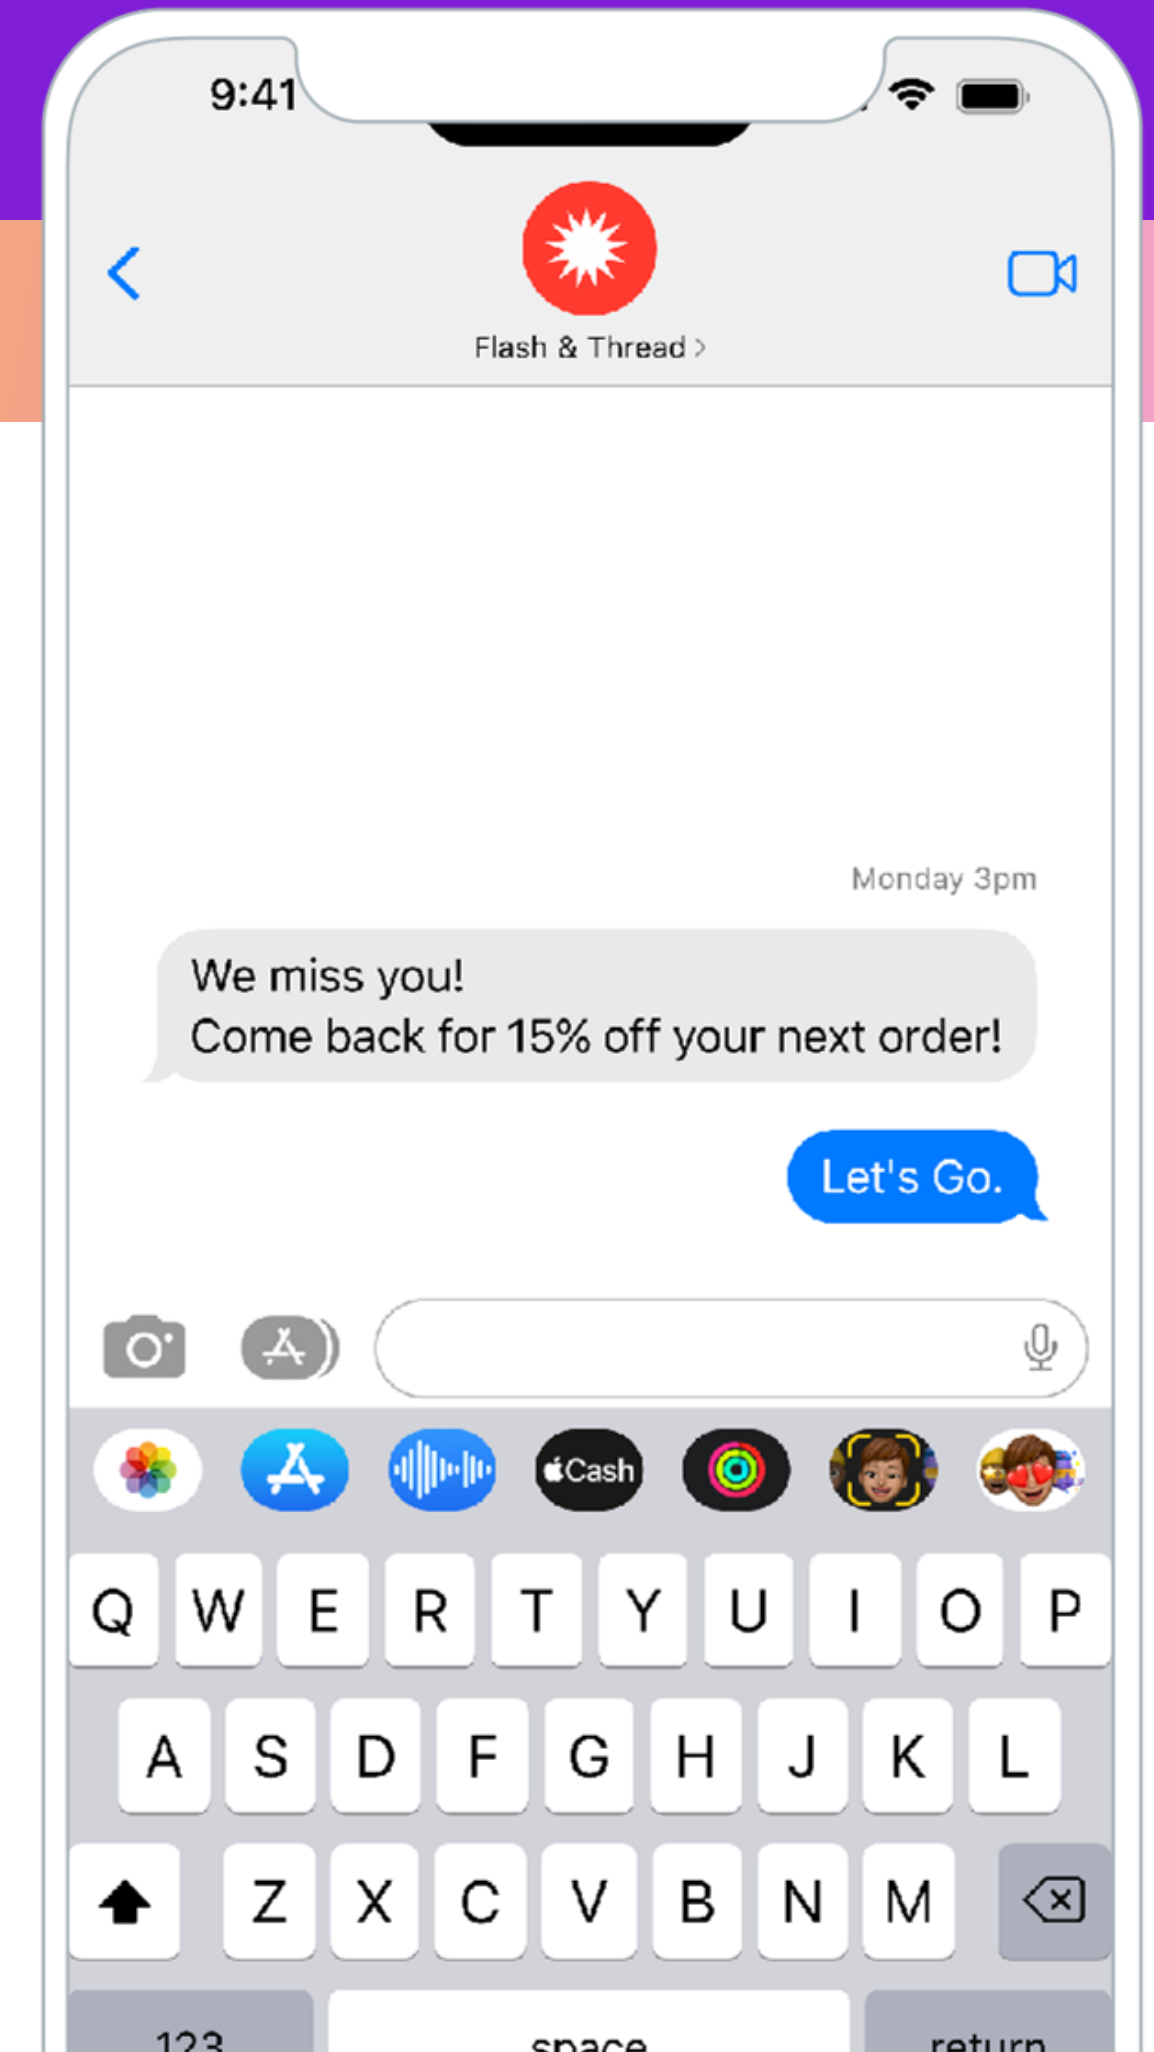 9:41
Flash & Thread
Monday 3pm
We miss you!
Come back for 15% off your next order!
Let's Go.
Cash
Q W E R T Y U I O P
A S D F G H J K L
Z X C V B N M
123 space return